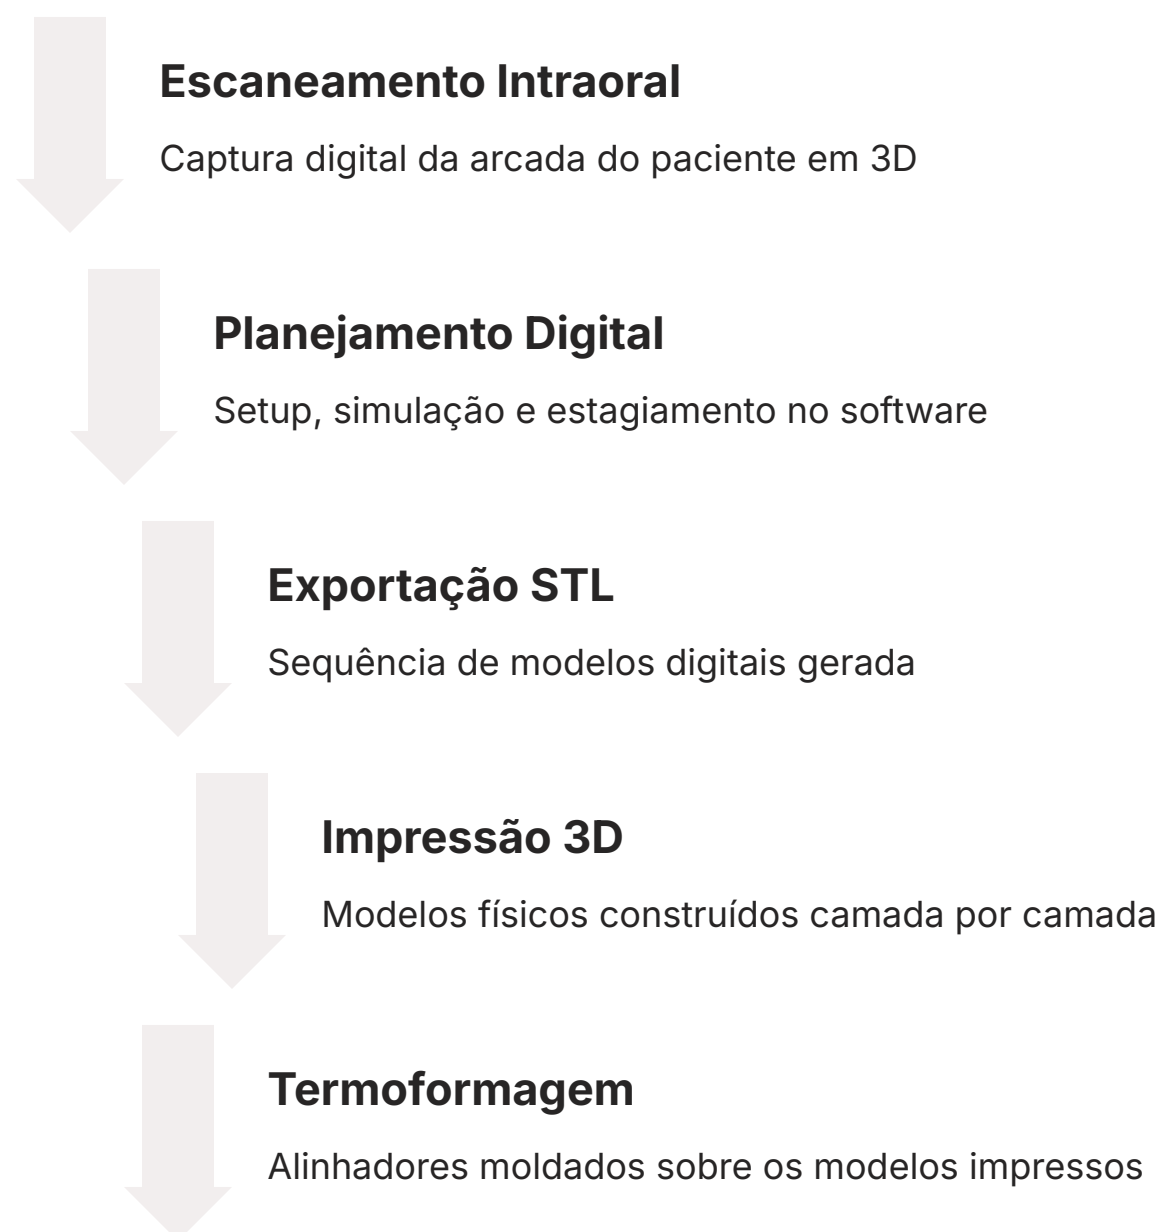 Escaneamento Intraoral
Captura digital da arcada do paciente em 3D
Planejamento Digital
Setup, simulação e estagiamento no software
Exportação STL
Sequência de modelos digitais gerada
Impressão 3D
Modelos físicos construídos camada por camada
Termoformagem
Alinhadores moldados sobre os modelos impressos